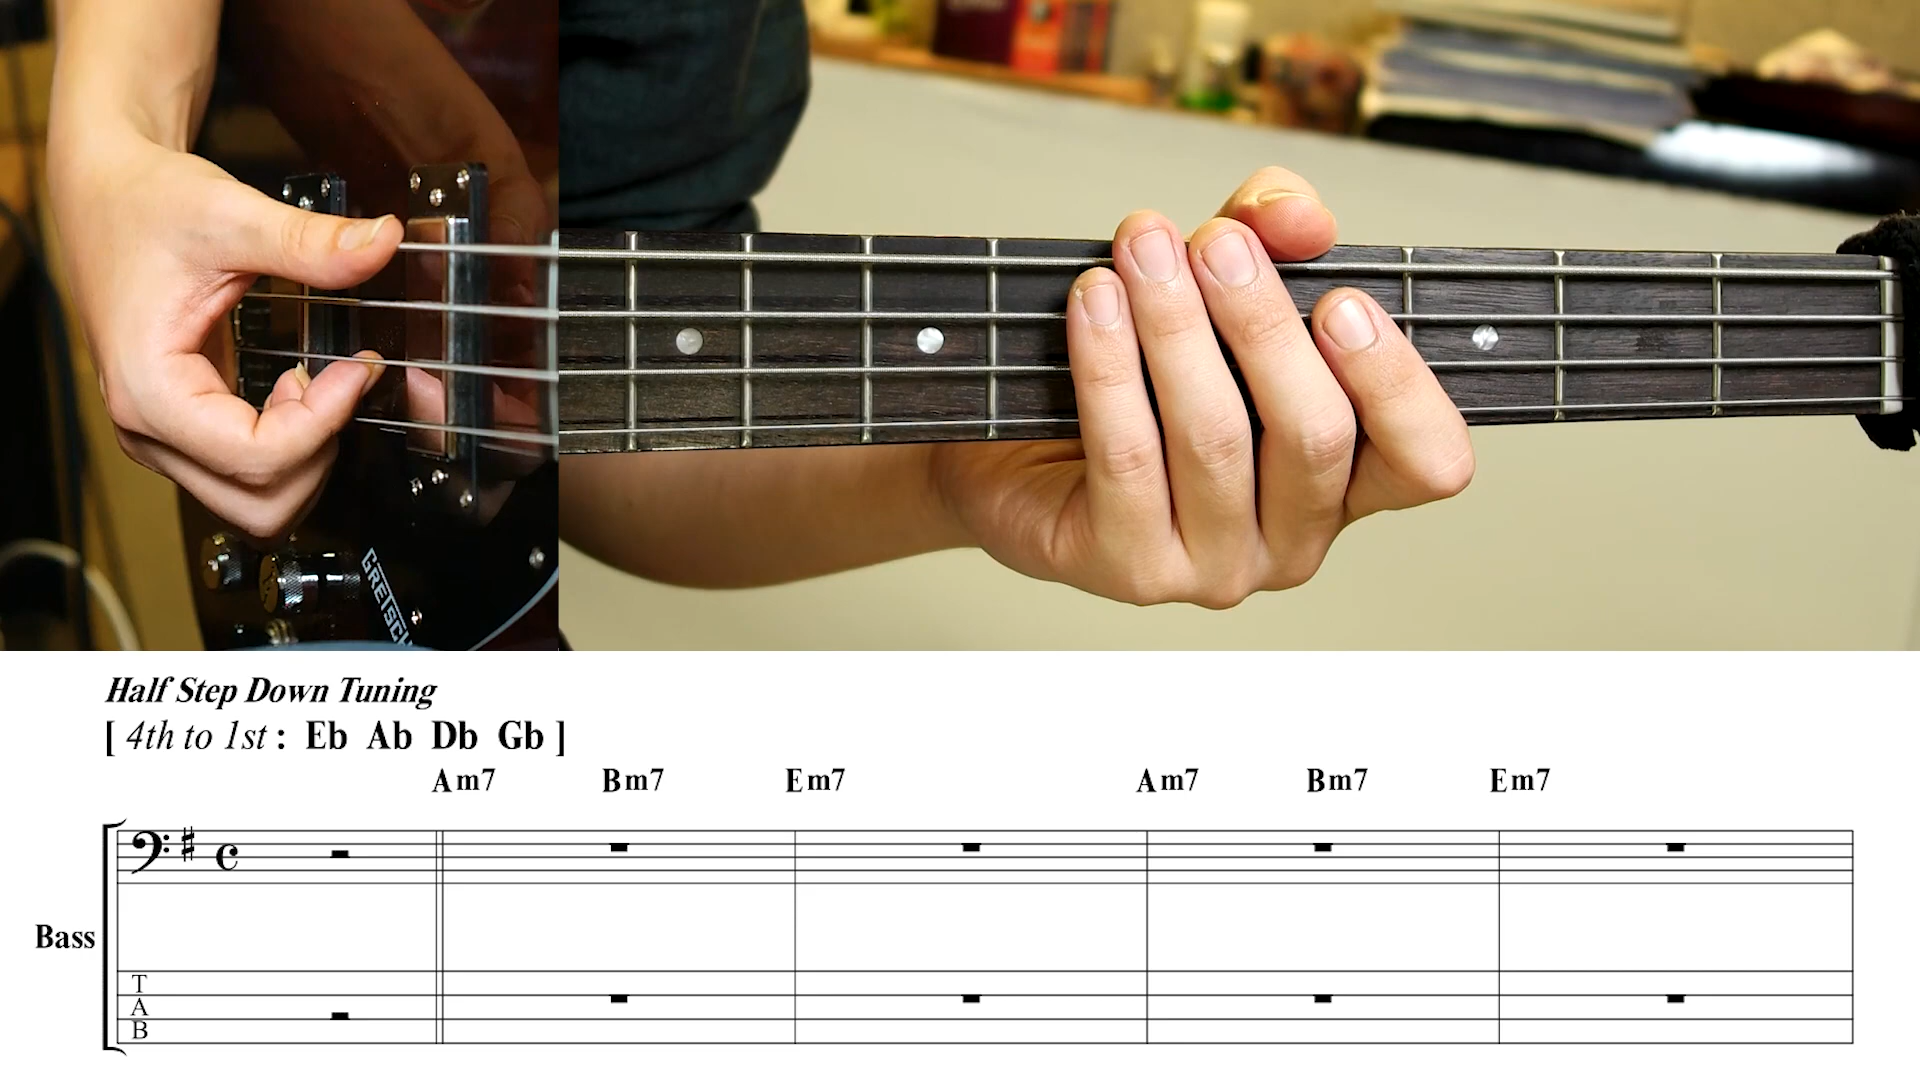 GRETSCH
Half Step Down Tuning
[ 4th to 1st : Eb Ab Db Gb ]
Am7 Bm7 Em7 Am7 Bm7 Em7
Bass
T
A
B